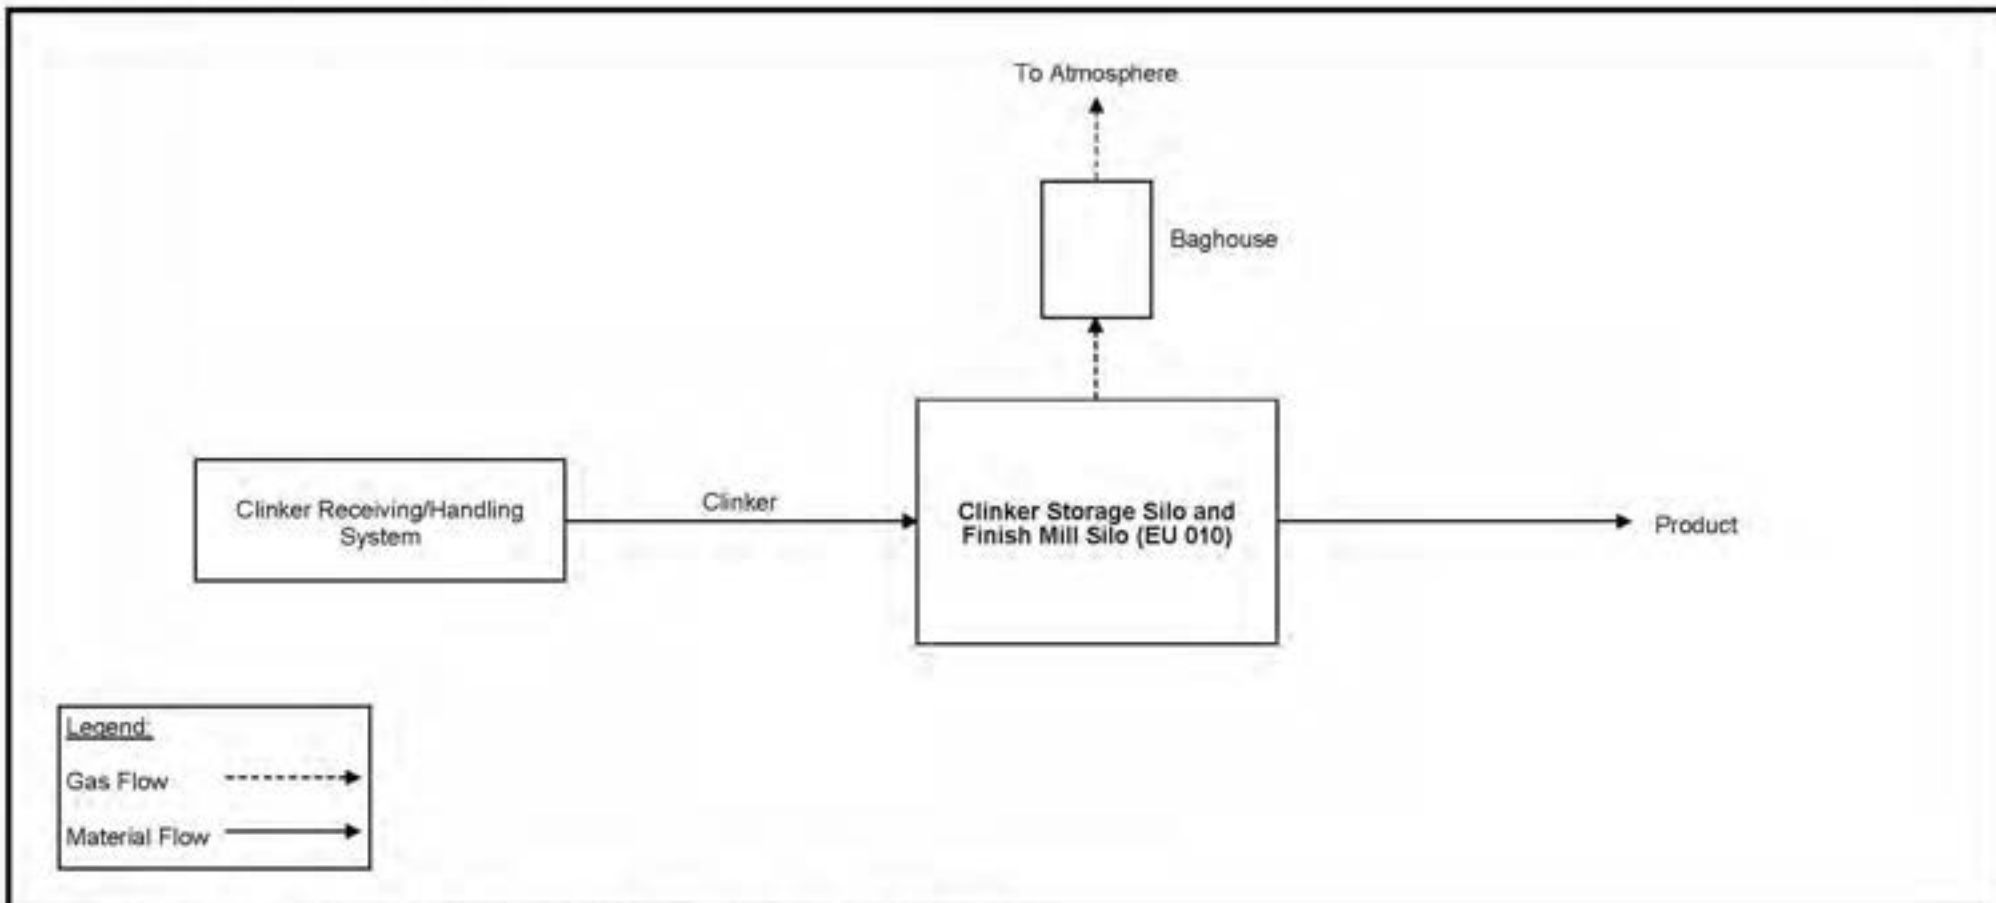 To Atmosphere
Baghouse
Clinker Receiving/Handling
System
Clinker
Clinker Storage Silo and
Finish Mill Silo (EU 010)
Product
Legend:
Gas Flow
Material Flow